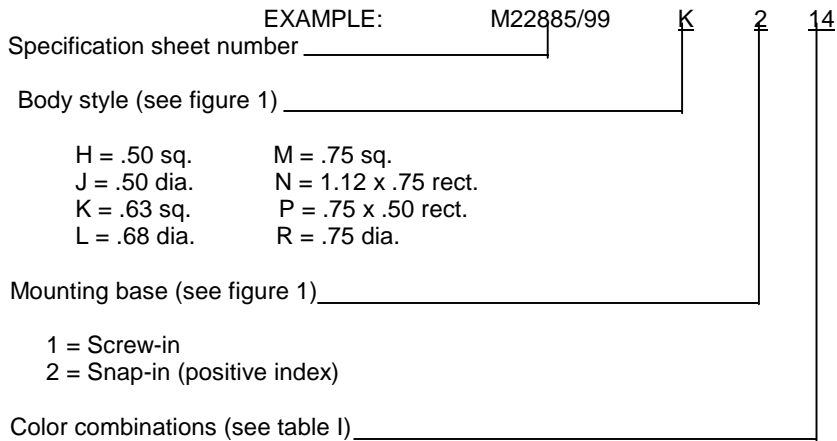 EXAMPLE: M22885/99 K 2 14
Specification sheet number
Body style (see figure 1)
H = .50 sq. M = .75 sq.
J = .50 dia. N = 1.12 x .75 rect.
K = .63 sq. P = .75 x .50 rect.
L = .68 dia. R = .75 dia.
Mounting base (see figure 1)
1 = Screw-in
2 = Snap-in (positive index)
Color combinations (see table I)